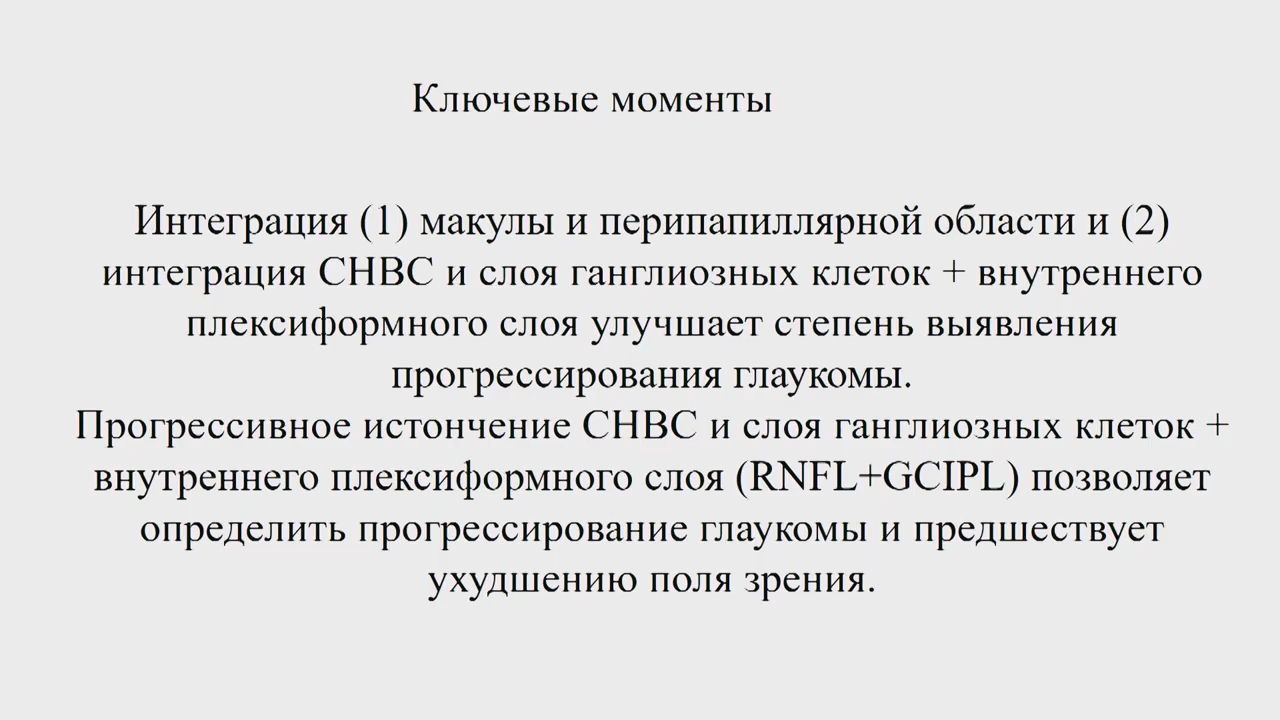 Ключевые моменты
Интеграция (1) макулы и перипапиллярной области и (2)
интеграция СНВС и слоя ганглиозных клеток + внутреннего
плексиформного слоя улучшает степень выявления
прогрессирования глаукомы.
Прогрессивное истончение СНВС и слоя ганглиозных клеток +
внутреннего плексиформного слоя (RNFL+GCIPL) позволяет
определить прогрессирование глаукомы и предшествует
ухудшению поля зрения.